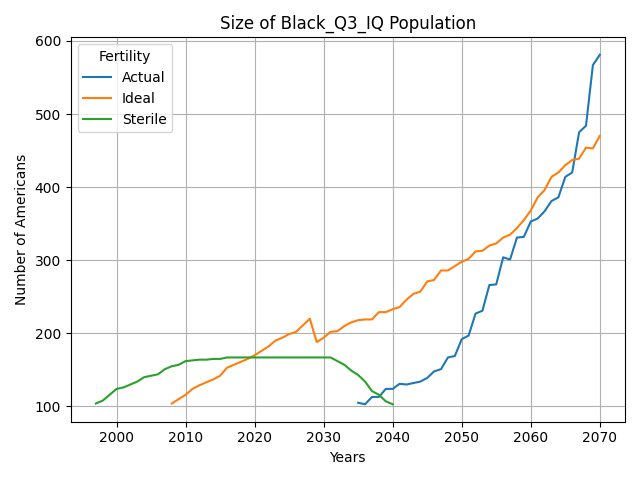 Size of Black_Q3_IQ Population
Fertility
Actual
Ideal
Sterile
Number of Americans
600
500
400
300
200
100
2000
2010
2020
2030
2040
2050
2060
2070
Years